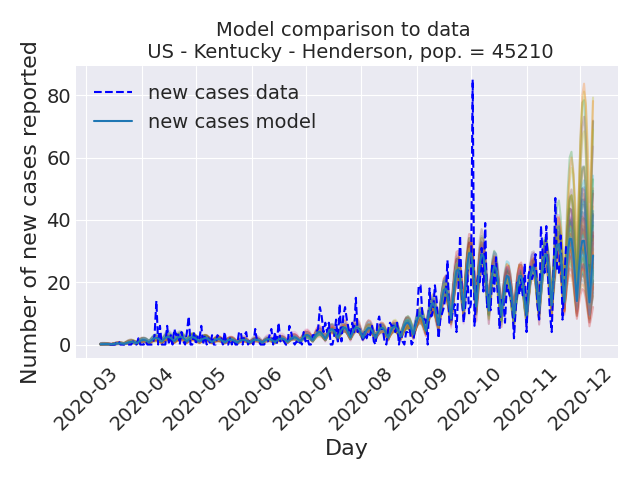 Model comparison to data
US - Kentucky - Henderson, pop. = 45210
Number of new cases reported
80
60
40
20
0
new cases data
new cases model
2020-03
2020-04
2020-05
2020-06
2020-07
2020-08
2020-09
2020-10
2020-11
2020-12
Day